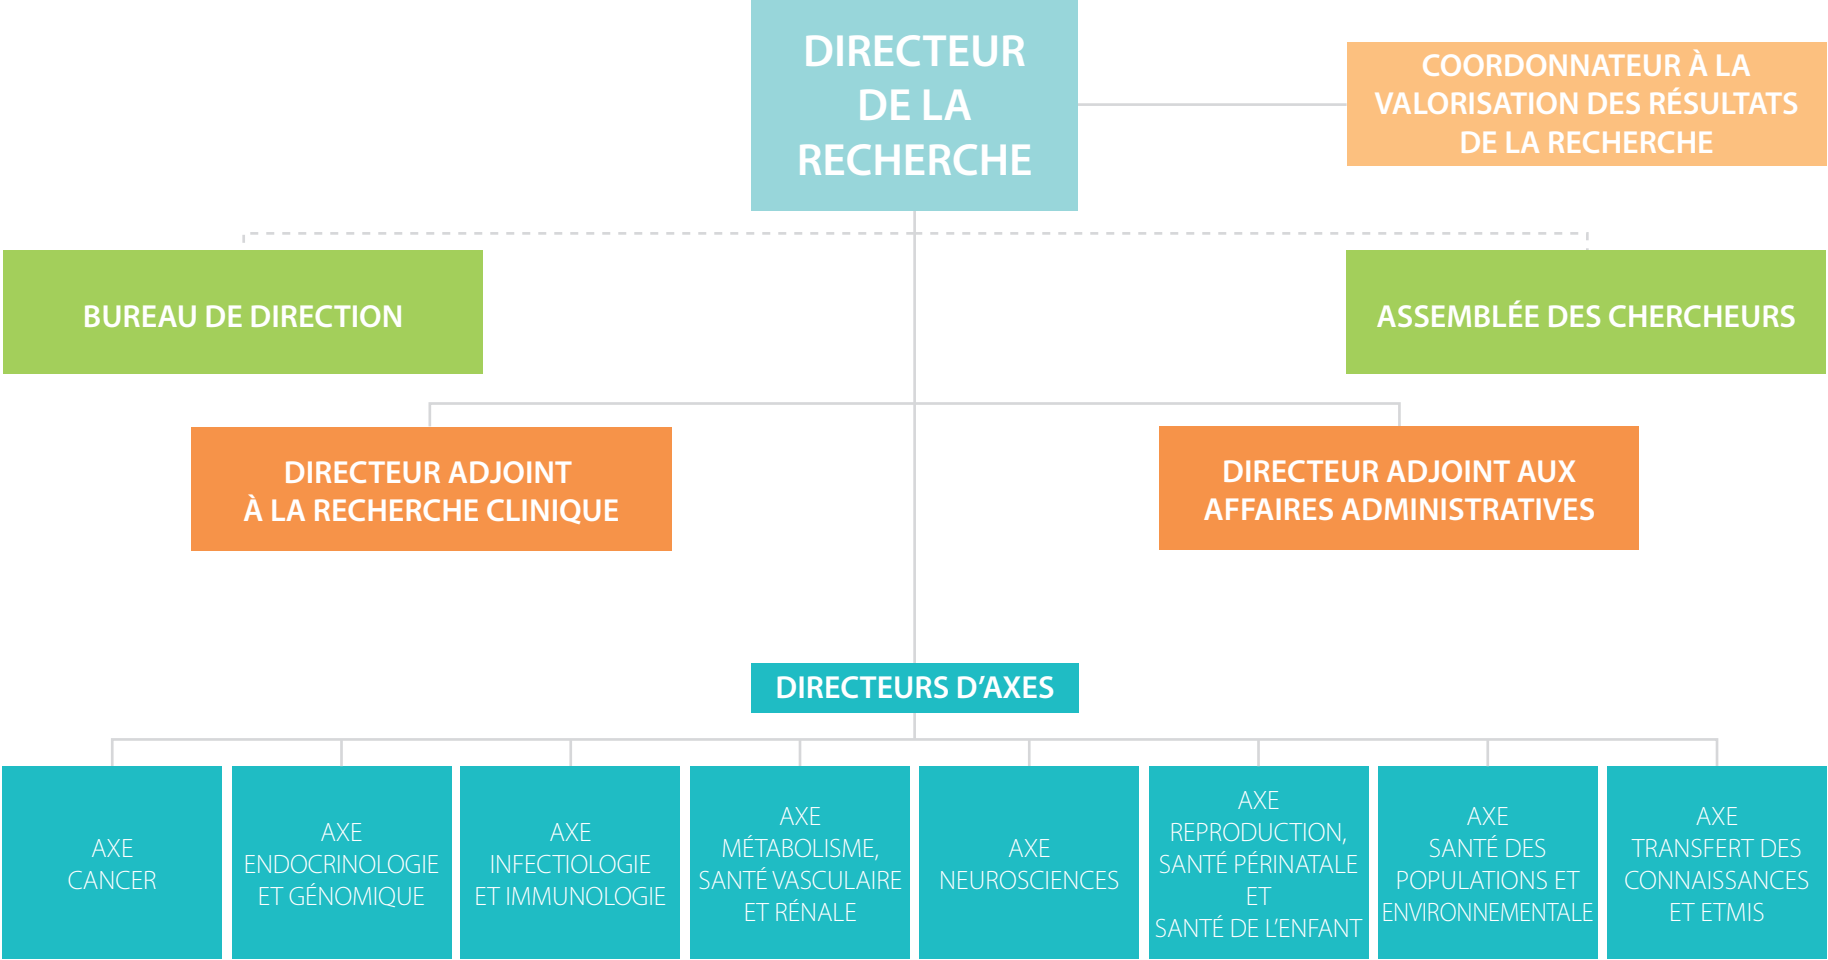 DIRECTEUR
DE LA
RECHERCHE
COORDONNATEUR À LA
VALORISATION DES RÉSULTATS
DE LA RECHERCHE
BUREAU DE DIRECTION
ASSEMBLÉE DES CHERCHEURS
DIRECTEUR ADJOINT
À LA RECHERCHE CLINIQUE
DIRECTEUR ADJOINT AUX
AFFAIRES ADMINISTRATIVES
DIRECTEURS D’AXES
AXE
CANCER
AXE
ENDOCRINOLOGIE
ET GÉNOMIQUE
AXE
INFECTIOLOGIE
ET IMMUNOLOGIE
AXE
MÉTABOLISME,
SANTÉ VASCULAIRE
ET RÉNALE
AXE
NEUROSCIENCES
AXE
REPRODUCTION,
SANTÉ PÉRINATALE
ET
SANTÉ DE L’ENFANT
AXE
SANTÉ DES
POPULATIONS ET
ENVIRONNEMENTALE
AXE
TRANSFERT DES
CONNAISSANCES
ET ETMIS